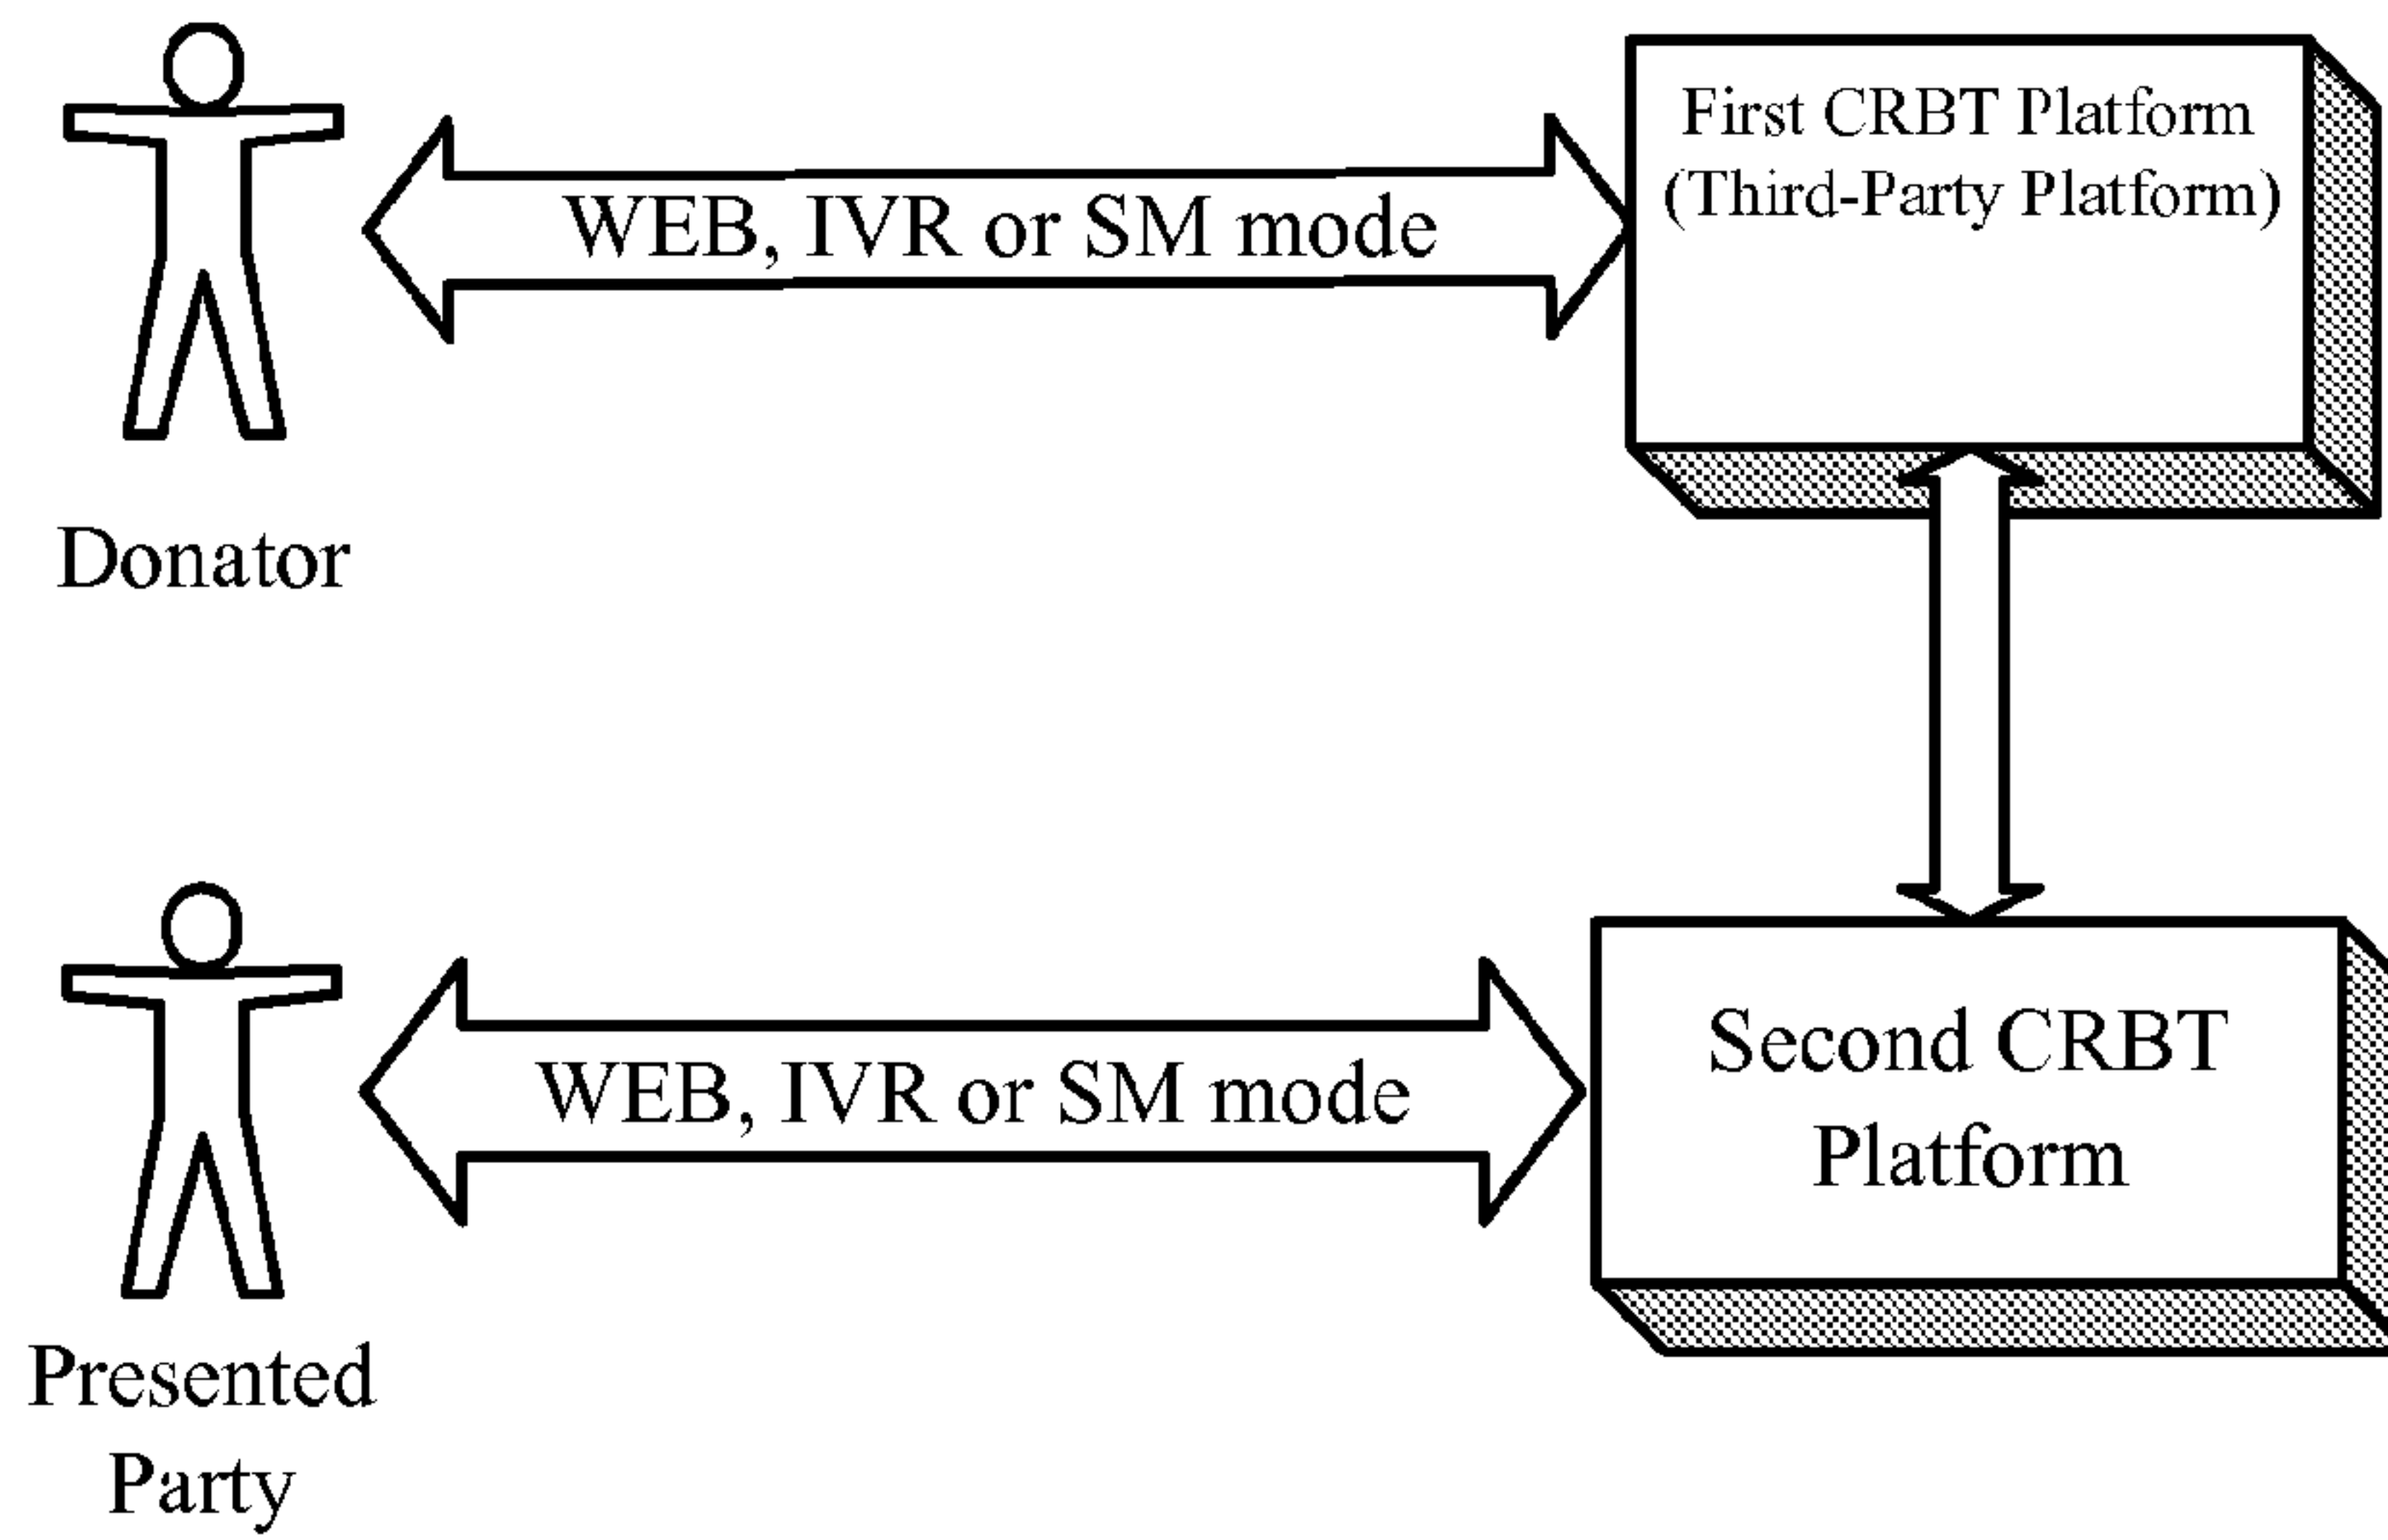 First CRBT Platform
(Third-Party Platform)
WEB, IVR or SM mode
Donator
Second CRBT
Platform
WEB, IVR or SM mode
Presented
Party